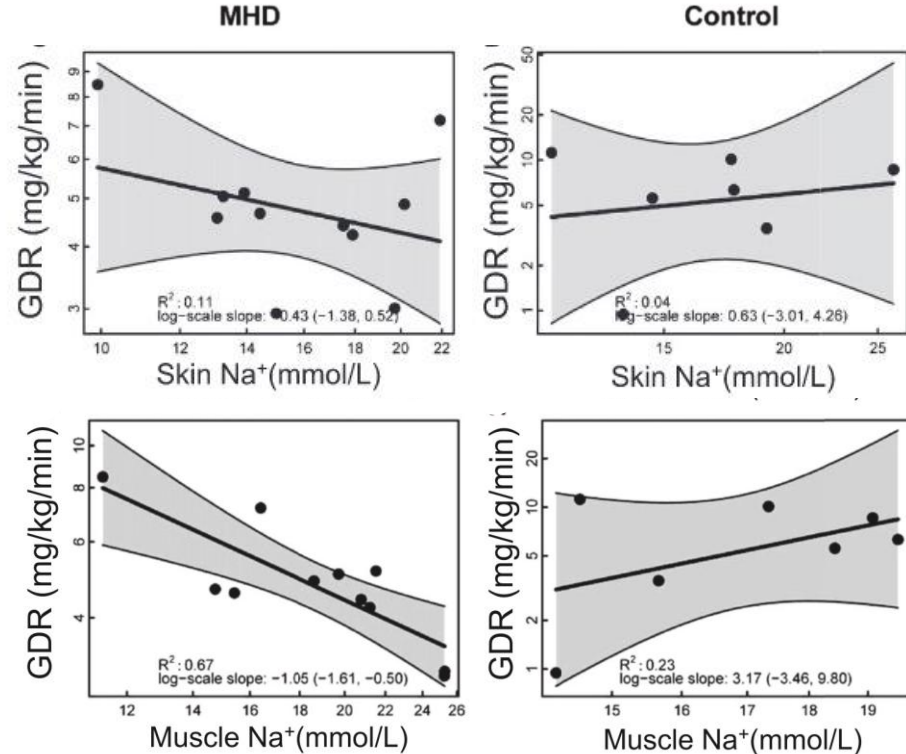 MHD
Control
GDR (mg/kg/min)
9
8
7
6
5
4
3
R²: 0.11
log−scale slope: −0.43 (−1.38, 0.52)
10
12
14
16
18
20
22
Skin Na⁺(mmol/L)
GDR (mg/kg/min)
50
20
10
5
2
1
R²: 0.04
log−scale slope: 0.63 (−3.01, 4.26)
15
20
25
Skin Na⁺(mmol/L)
GDR (mg/kg/min)
10
8
6
4
R²: 0.67
log−scale slope: −1.05 (−1.61, −0.50)
12
14
16
18
20
22
24
26
Muscle Na⁺(mmol/L)
GDR (mg/kg/min)
20
10
5
2
1
R²: 0.23
log−scale slope: 3.17 (−3.46, 9.80)
15
16
17
18
19
Muscle Na⁺(mmol/L)